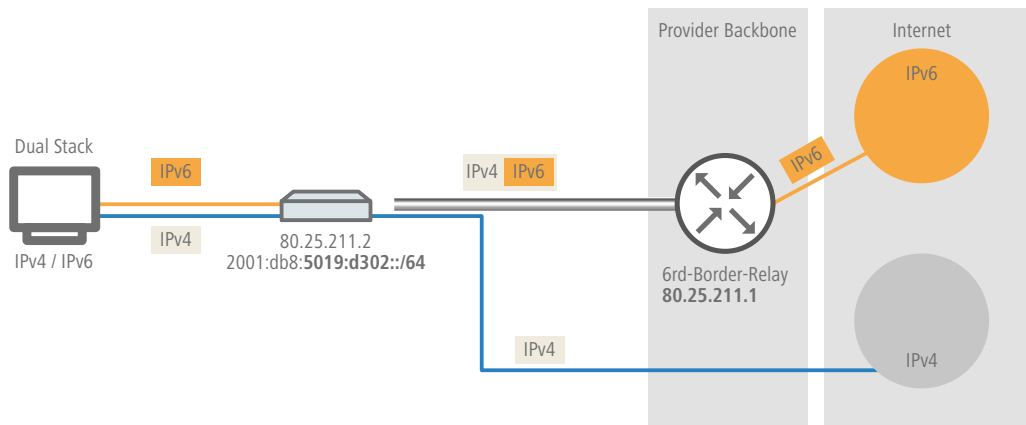 Provider Backbone
Internet
IPv6
Dual Stack
IPv6
IPv4 IPv6
IPv6
IPv4
IPv4 / IPv6
80.25.211.2
2001:db8:5019:d302::/64
6rd-Border-Relay
80.25.211.1
IPv4
IPv4